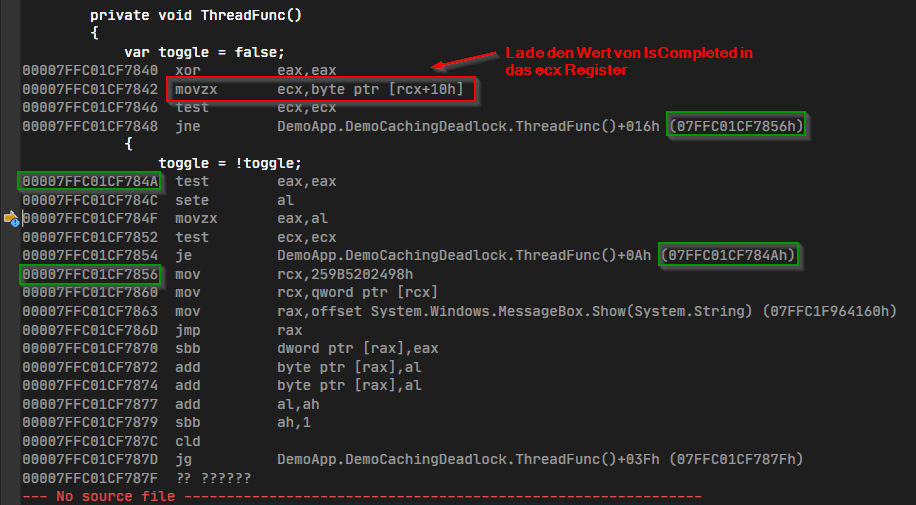 private void ThreadFunc()
{
var toggle = false;
Lade den Wert von IsCompleted in
das ecx Register
00007FFC01CF7840 xor eax,eax
00007FFC01CF7842 movzx ecx,byte ptr [rcx+10h]
00007FFC01CF7846 test ecx,ecx
00007FFC01CF7848 jne DemoApp.DemoCachingDeadlock.ThreadFunc()+016h (07FFC01CF7856h)
{
toggle = !toggle;
00007FFC01CF784A test eax,eax
00007FFC01CF784C sete al
00007FFC01CF784F movzx eax,al
00007FFC01CF7852 test ecx,ecx
00007FFC01CF7854 je DemoApp.DemoCachingDeadlock.ThreadFunc()+0Ah (07FFC01CF784Ah)
00007FFC01CF7856 mov rcx,259B5202498h
00007FFC01CF7860 mov rcx,qword ptr [rcx]
00007FFC01CF7863 mov rax,offset System.Windows.MessageBox.Show(System.String) (07FFC1F964160h)
00007FFC01CF786D jmp rax
00007FFC01CF7870 sbb dword ptr [rax],eax
00007FFC01CF7872 add byte ptr [rax],al
00007FFC01CF7874 add byte ptr [rax],al
00007FFC01CF7877 add al,ah
00007FFC01CF7879 sbb ah,1
00007FFC01CF787C cld
00007FFC01CF787D jg DemoApp.DemoCachingDeadlock.ThreadFunc()+03Fh (07FFC01CF787Fh)
00007FFC01CF787F ?? ??????
--- No source file --------------------------------------------------------------